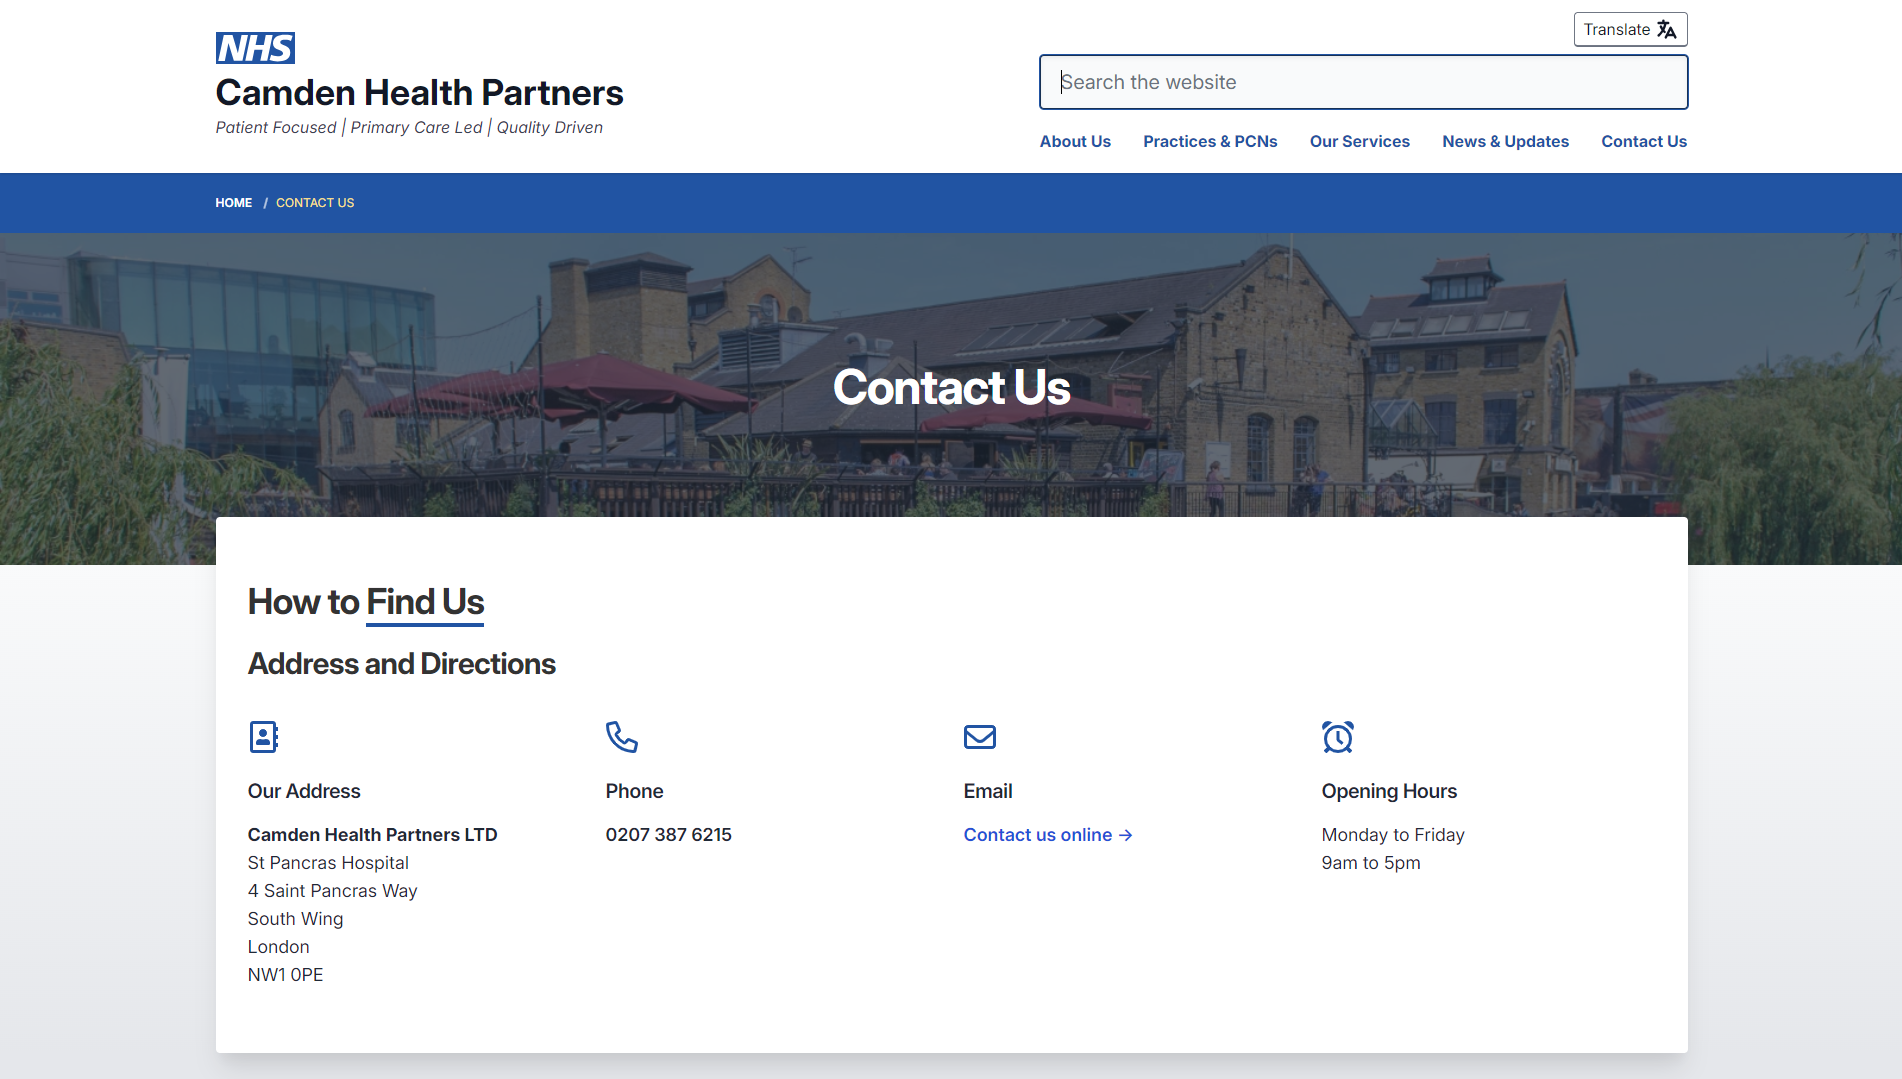 NHS
Camden Health Partners
Patient Focused | Primary Care Led | Quality Driven
Translate
Search the website
About Us
Practices & PCNs
Our Services
News & Updates
Contact Us
HOME / CONTACT US
Contact Us
How to Find Us
Address and Directions
Our Address
Camden Health Partners LTD
St Pancras Hospital
4 Saint Pancras Way
South Wing
London
NW1 0PE
Phone
0207 387 6215
Email
Contact us online →
Opening Hours
Monday to Friday
9am to 5pm